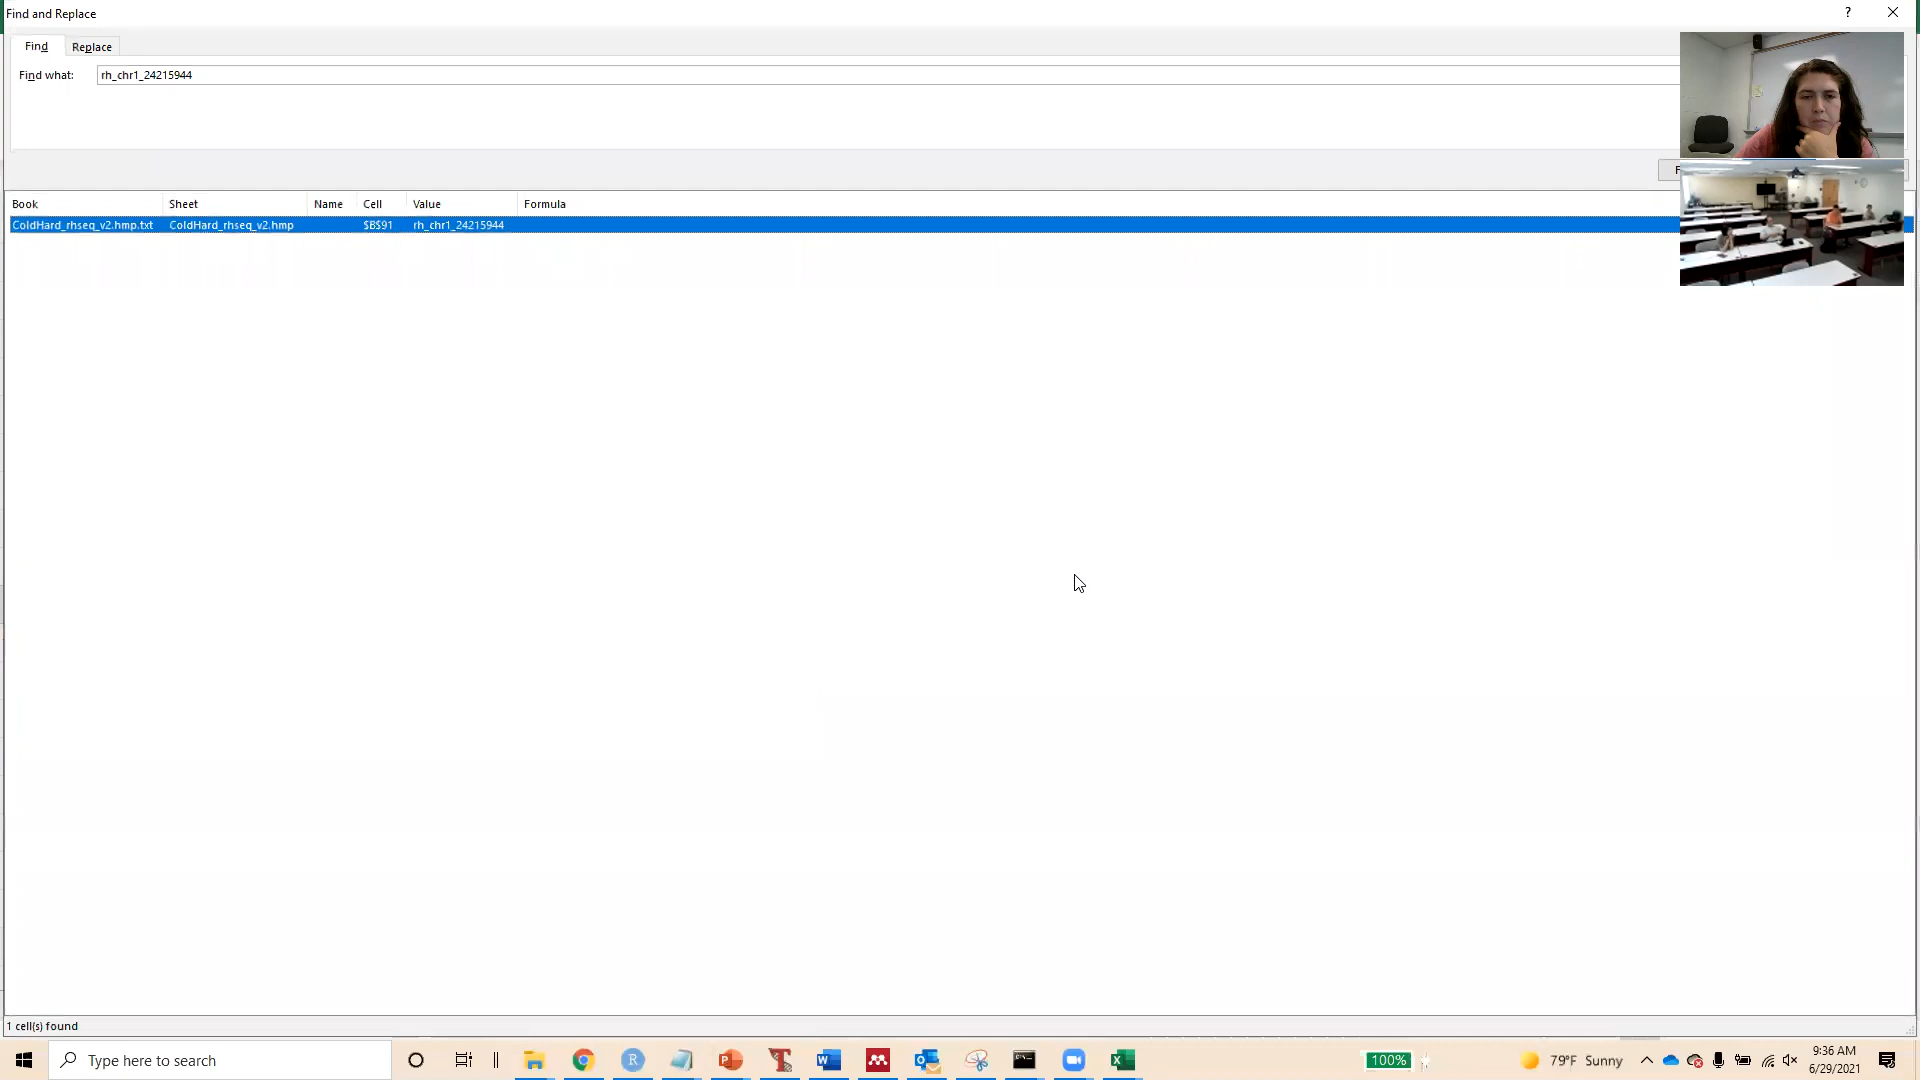 Find and Replace
?
Find
Replace
Find what:
rh_chr1_24215944
F
Book
Sheet
Name
Cell
Value
Formula
ColdHard_rhseq_v2.hmp.txt
ColdHard_rhseq_v2.hmp
$B$91
rh_chr1_24215944
1 cell(s) found
Type here to search
100%
79°F Sunny
9:36 AM
6/29/2021